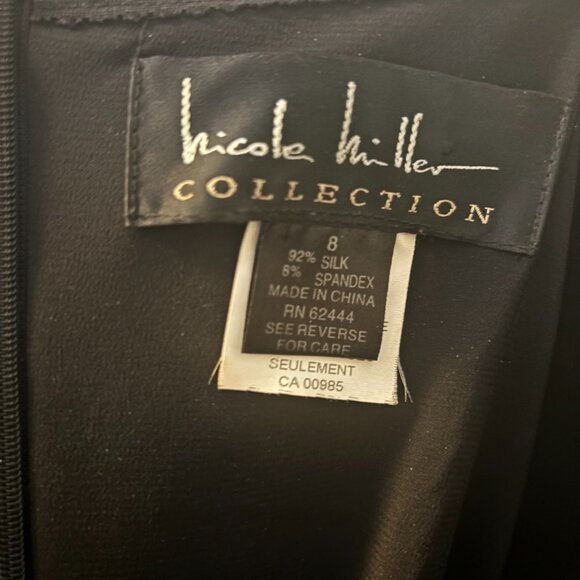 nicole miller
COLLECTION
8
92% SILK
8% SPANDEX
MADE IN CHINA
RN 62444
SEE REVERSE
FOR CARE
E
SEULEMENT
CA 00985